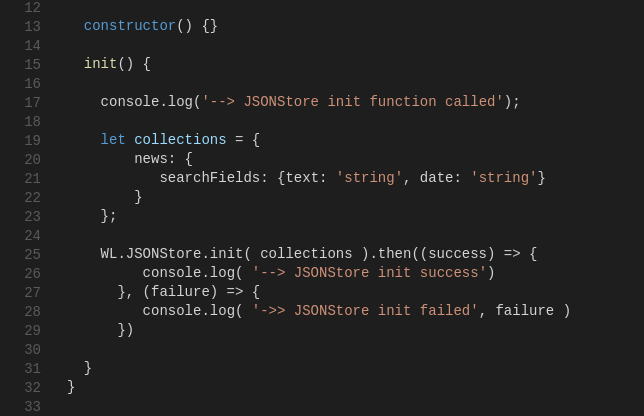 12
13 constructor() {}
14
15 init() {
16
17 console.log('--> JSONStore init function called');
18
19 let collections = {
20 news: {
21 searchFields: {text: 'string', date: 'string'}
22 }
23 };
24
25 WL.JSONStore.init( collections ).then((success) => {
26 console.log( '--> JSONStore init success')
27 }, (failure) => {
28 console.log( '->> JSONStore init failed', failure )
29 })
30
31 }
32 }
33